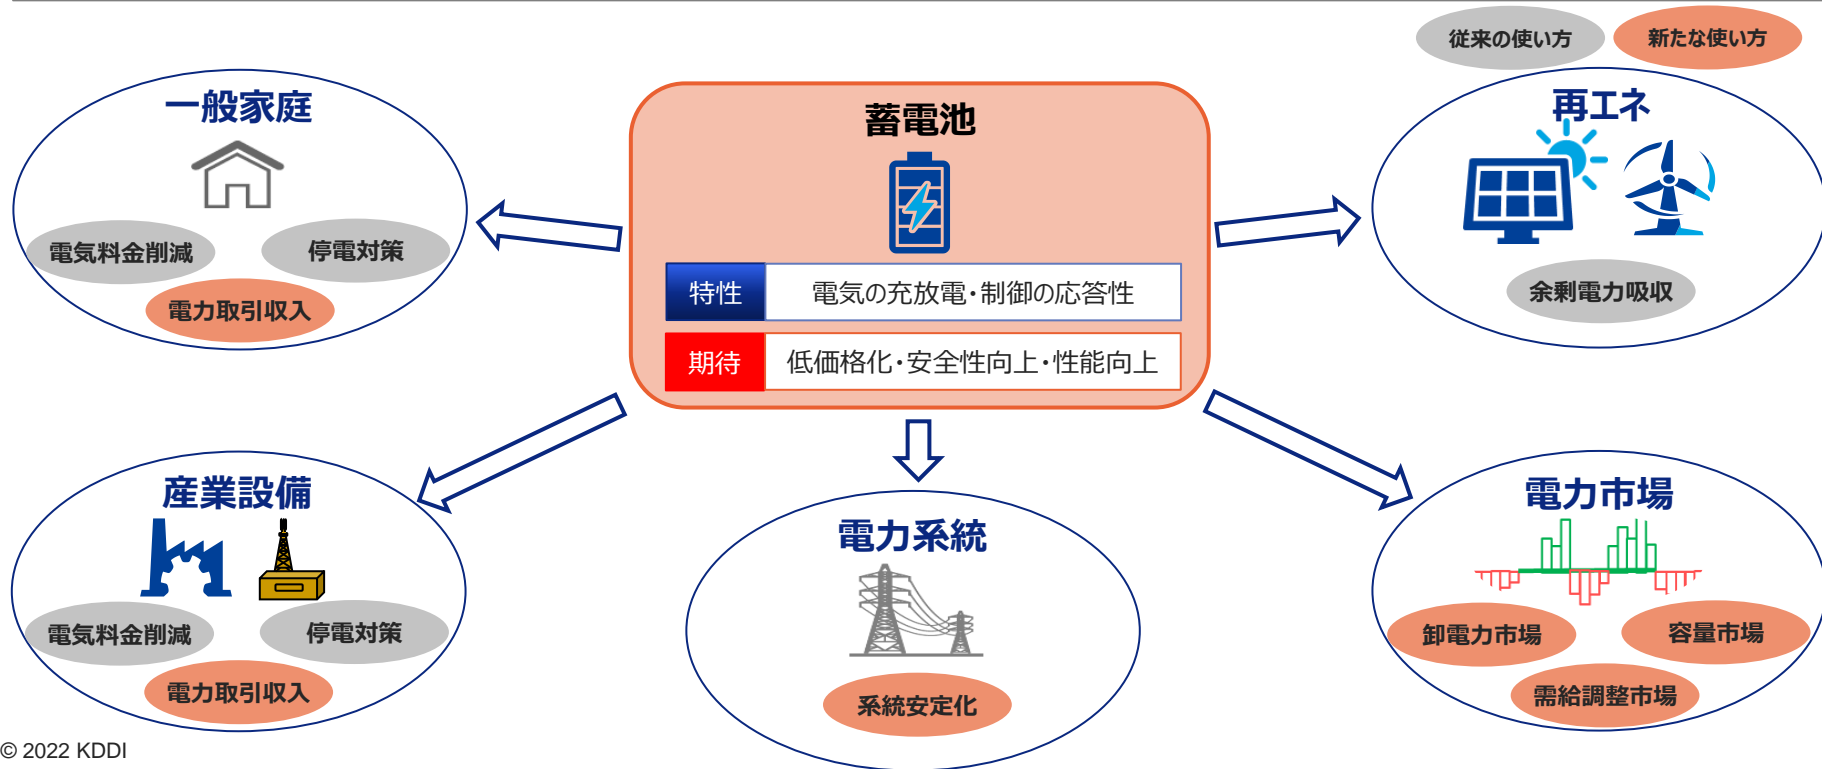 従来の使い方
新たな使い方
一般家庭
電気料金削減
停電対策
電力取引収入
蓄電池
特性
電気の充放電・制御の応答性
期待
低価格化・安全性向上・性能向上
再エネ
余剰電力吸収
産業設備
電気料金削減
停電対策
電力取引収入
電力系統
系統安定化
電力市場
卸電力市場
容量市場
需給調整市場
© 2022 KDDI